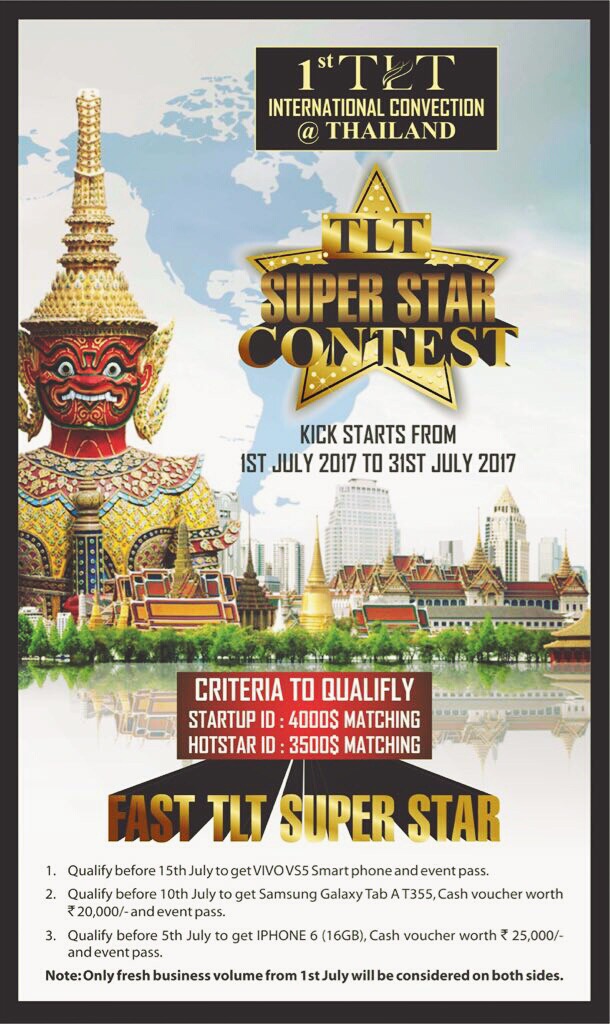 1st TLT
INTERNATIONAL CONVECTION
@ THAILAND
TLT
SUPER STAR
CONTEST
KICK STARTS FROM
1ST JULY 2017 TO 31ST JULY 2017
CRITERIA TO QUALIFLY
STARTUP ID : 4000$ MATCHING
HOTSTAR ID : 3500$ MATCHING
FAST TLT SUPER STAR
1. Qualify before 15th July to get VIVO VS5 Smart phone and event pass.
2. Qualify before 10th July to get Samsung Galaxy Tab A T355, Cash voucher worth
₹ 20,000/- and event pass.
3. Qualify before 5th July to get IPHONE 6 (16GB), Cash voucher worth ₹ 25,000/-
and event pass.
Note: Only fresh business volume from 1st July will be considered on both sides.